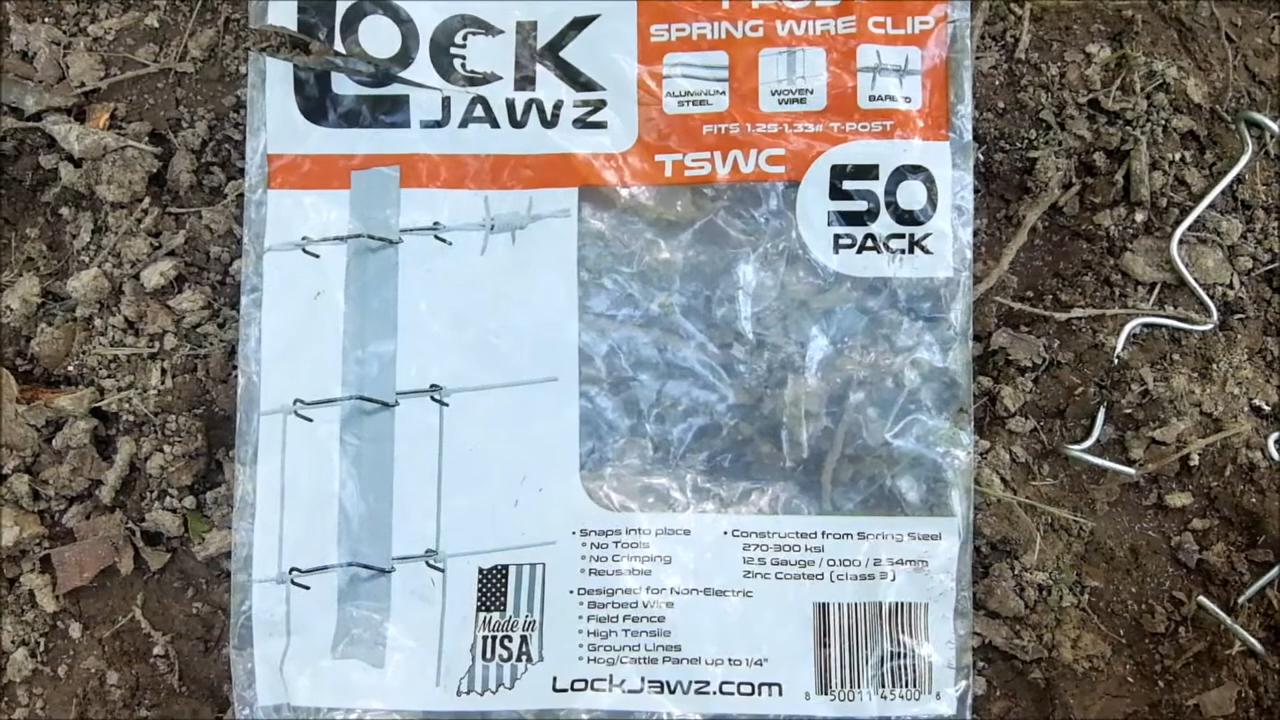 LOCK
JAWZ
T-POST
SPRING WIRE CLIP
ALUMINUM
STEEL
WOVEN
WIRE
BARBED
FITS 1.25-1.33# T-POST
TSWC
50
PACK
• Snaps into place
° No Tools
° No Crimping
° Reusable
• Designed for Non-Electric
° Barbed Wire
° Field Fence
° High Tensile
° Ground Lines
° Hog/Cattle Panel up to 1/4"
• Constructed from Spring Steel
270-300 ksi
12.5 Gauge / 0.100 / 2.54mm
Zinc Coated (class 3)
Made in
USA
LockJawz.com
8 50011 45400 8